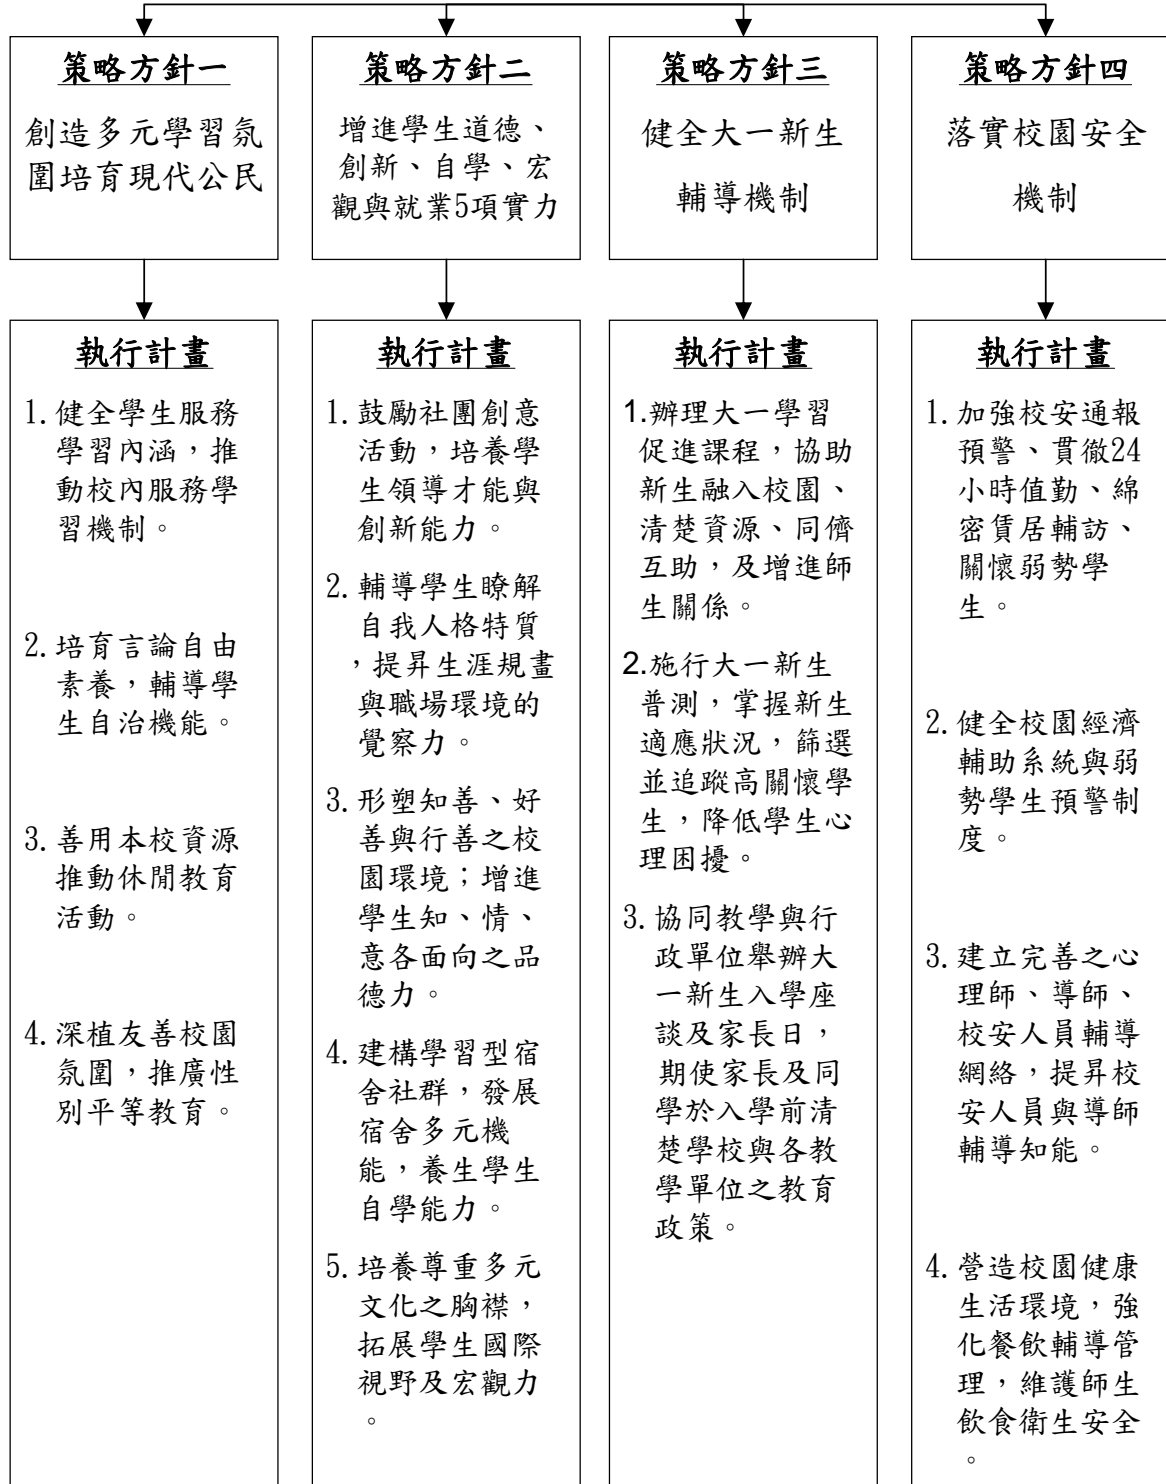 策略方針一
創造多元學習氛
圍培育現代公民
策略方針二
增進學生道德、
創新、自學、宏
觀與就業5項實力
策略方針三
健全大一新生
輔導機制
策略方針四
落實校園安全
機制
執行計畫
1.健全學生服務
學習內涵，推
動校內服務學
習機制。
2.培育言論自由
素養，輔導學
生自治機能。
3.善用本校資源
推動休閒教育
活動。
4.深植友善校園
氛圍，推廣性
別平等教育。
執行計畫
1.鼓勵社團創意
活動，培養學
生領導才能與
創新能力。
2.輔導學生瞭解
自我人格特質
，提昇生涯規畫
與職場環境的
覺察力。
3.形塑知善、好
善與行善之校
園環境；增進
學生知、情、
意各面向之品
德力。
4.建構學習型宿
舍社群，發展
宿舍多元機
能，養生學生
自學能力。
5.培養尊重多元
文化之胸襟，
拓展學生國際
視野及宏觀力
。
執行計畫
1.辦理大一學習
促進課程，協助
新生融入校園、
清楚資源、同儕
互助，及增進師
生關係。
2.施行大一新生
普測，掌握新生
適應狀況，篩選
並追蹤高關懷學
生，降低學生心
理困擾。
3.協同教學與行
政單位舉辦大
一新生入學座
談及家長日，
期使家長及同
學於入學前清
楚學校與各教
學單位之教育
政策。
執行計畫
1.加強校安通報
預警、貫徹24
小時值勤、綿
密賃居輔訪、
關懷弱勢學
生。
2.健全校園經濟
輔助系統與弱
勢學生預警制
度。
3.建立完善之心
理師、導師、
校安人員輔導
網絡，提昇校
安人員與導師
輔導知能。
4.營造校園健康
生活環境，強
化餐飲輔導管
理，維護師生
飲食衛生安全
。